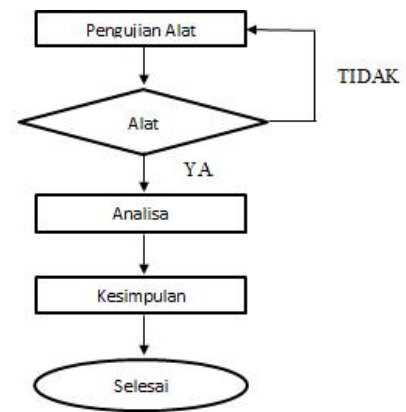 Pengujian Alat
TIDAK
Alat
YA
Analisa
Kesimpulan
Selesai